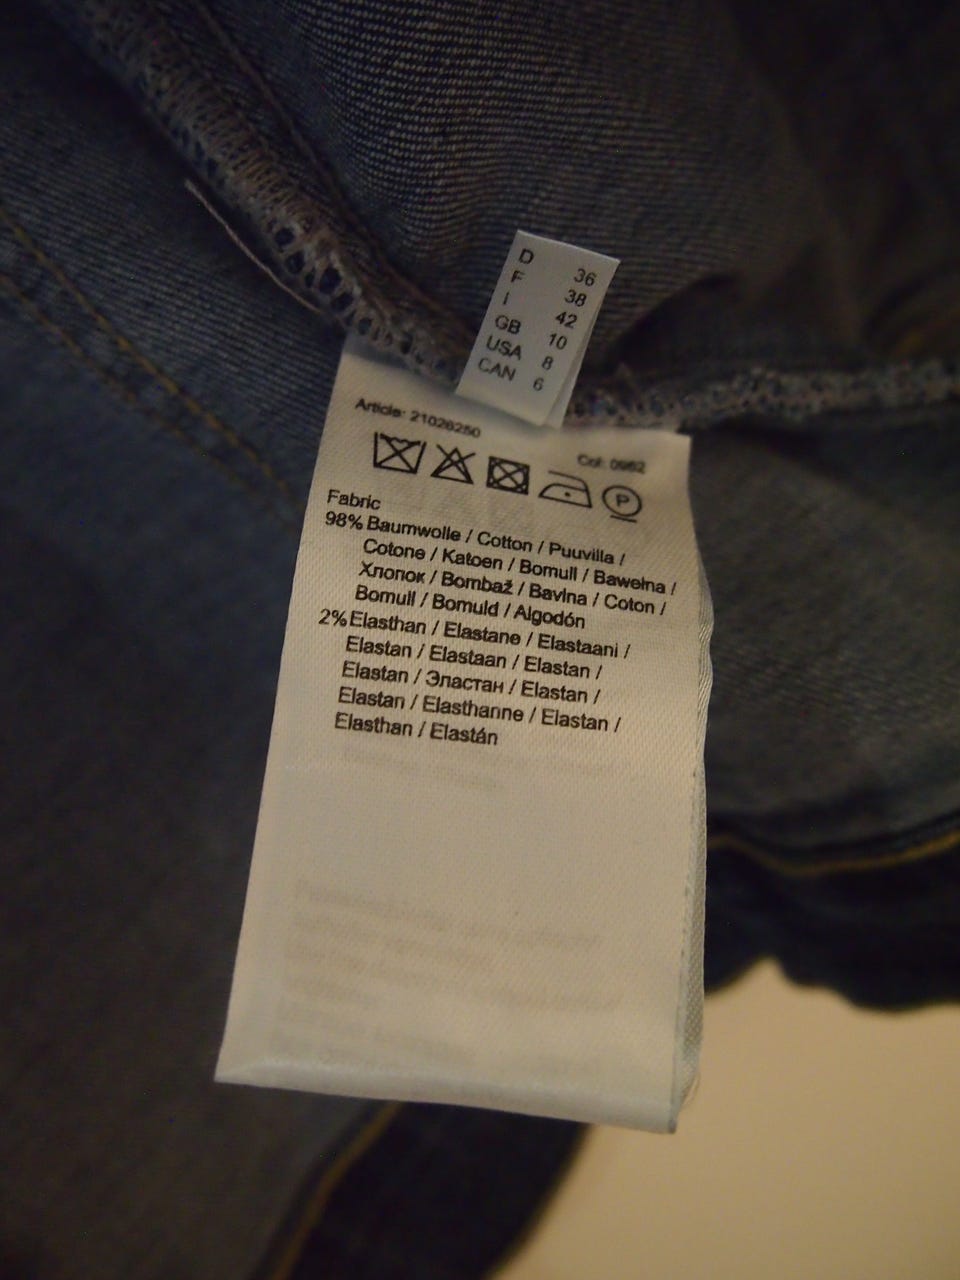 D 36
F 38
I 42
GB 10
USA 8
CAN 6
Article: 21026250
Col: 0962
P
Fabric
98% Baumwolle / Cotton / Puuvilla /
Cotone / Katoen / Bomull / Bawełna /
Хлопок / Bombaž / Bavlna / Coton /
Bomull / Bomuld / Algodón
2% Elasthan / Elastane / Elastaani /
Elastan / Elastaan / Elastan /
Elastan / Эластан / Elastan /
Elastan / Elasthanne / Elastan /
Elasthan / Elastán